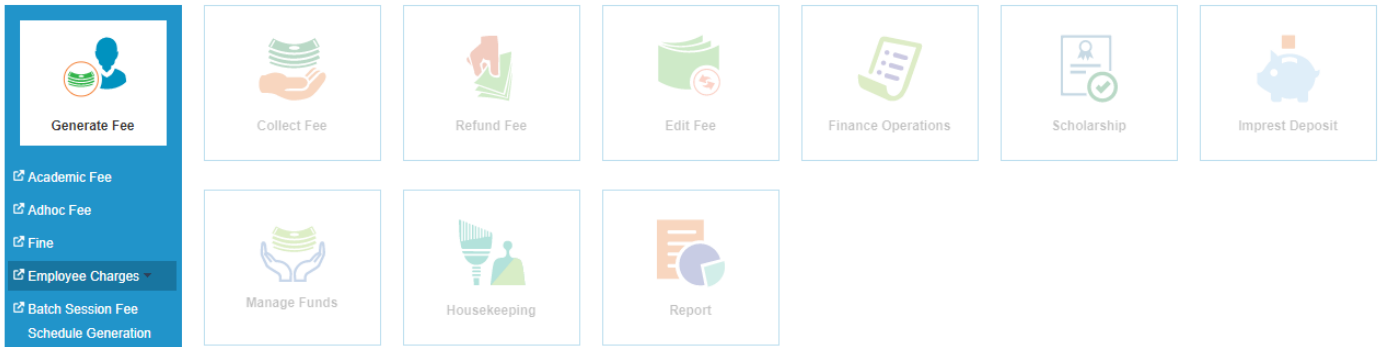 Generate Fee
Academic Fee
Adhoc Fee
Fine
Employee Charges
Batch Session Fee
Schedule Generation
Collect Fee
Refund Fee
Edit Fee
Finance Operations
Scholarship
Imprest Deposit
Manage Funds
Housekeeping
Report